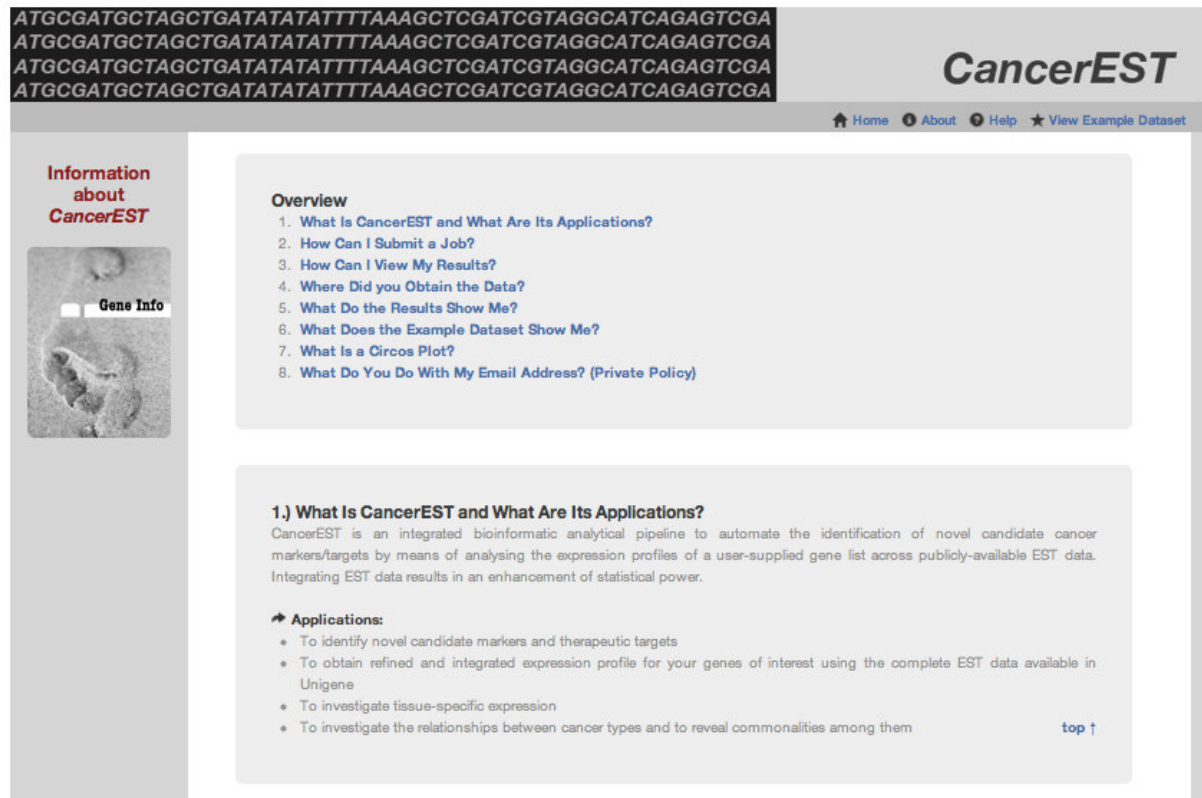 ATGCGATGCTAGCTGATATATATTTTAAAGCTCGATCGTAGGCATCAGAGTCGA
ATGCGATGCTAGCTGATATATATTTTAAAGCTCGATCGTAGGCATCAGAGTCGA
ATGCGATGCTAGCTGATATATATTTTAAAGCTCGATCGTAGGCATCAGAGTCGA
ATGCGATGCTAGCTGATATATATTTTAAAGCTCGATCGTAGGCATCAGAGTCGA
CancerEST
Home About Help View Example Dataset
Information
about
CancerEST
Gene Info
Overview
1. What Is CancerEST and What Are Its Applications?
2. How Can I Submit a Job?
3. How Can I View My Results?
4. Where Did you Obtain the Data?
5. What Do the Results Show Me?
6. What Does the Example Dataset Show Me?
7. What Is a Circos Plot?
8. What Do You Do With My Email Address? (Private Policy)
1.) What Is CancerEST and What Are Its Applications?
CancerEST is an integrated bioinformatic analytical pipeline to automate the identification of novel candidate cancer
markers/targets by means of analysing the expression profiles of a user-supplied gene list across publicly-available EST data.
Integrating EST data results in an enhancement of statistical power.
Applications:
• To identify novel candidate markers and therapeutic targets
• To obtain refined and integrated expression profile for your genes of interest using the complete EST data available in
Unigene
• To investigate tissue-specific expression
• To investigate the relationships between cancer types and to reveal commonalities among them
top ↑